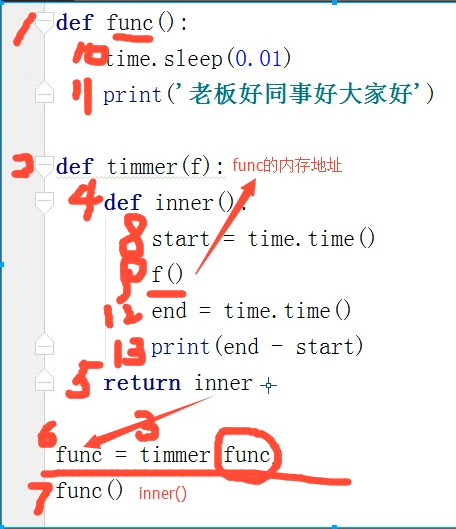 1 def func():
10 time.sleep(0.01)
11 print('老板好同事好大家好')
2 def timmer(f): func的内存地址
4 def inner():
8 start = time.time()
9 f()
12 end = time.time()
13 print(end - start)
5 return inner
6 3
func = timmer func
7 func() inner()